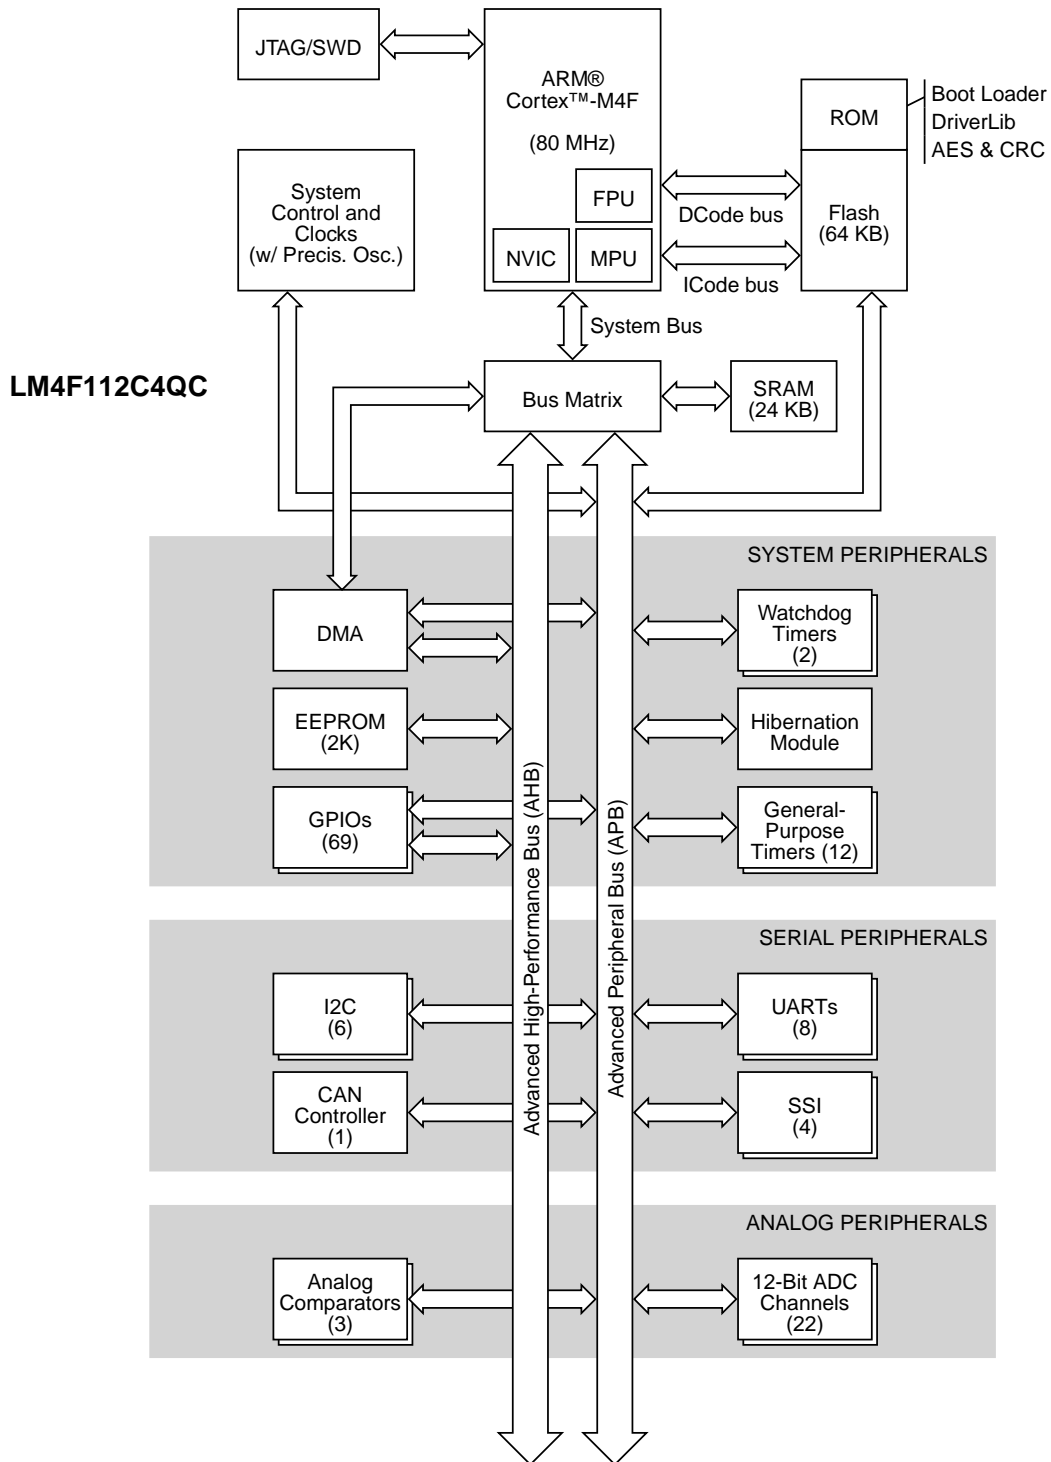 JTAG/SWD
ARM®
Cortex™-M4F
(80 MHz)
FPU
NVIC
MPU
ROM
Boot Loader
DriverLib
AES & CRC
Flash
(64 KB)
DCode bus
ICode bus
System
Control and
Clocks
(w/ Precis. Osc.)
System Bus
LM4F112C4QC
Bus Matrix
SRAM
(24 KB)
SYSTEM PERIPHERALS
DMA
Watchdog
Timers
(2)
EEPROM
(2K)
Hibernation
Module
GPIOs
(69)
General-
Purpose
Timers (12)
Advanced High-Performance Bus (AHB)
Advanced Peripheral Bus (APB)
SERIAL PERIPHERALS
I2C
(6)
UARTs
(8)
CAN
Controller
(1)
SSI
(4)
ANALOG PERIPHERALS
Analog
Comparators
(3)
12-Bit ADC
Channels
(22)